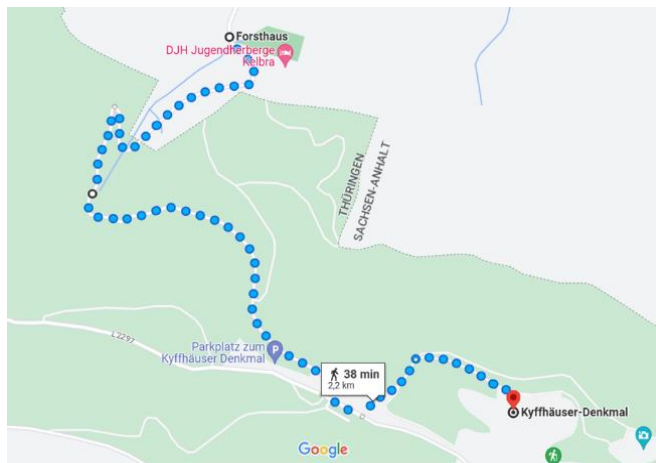 Forsthaus
DJH Jugendherberge
Kelbra
THÜRINGEN
SACHSEN-ANHALT
L2297
Parkplatz zum
Kyffhäuser Denkmal
P
38 min
2,2 km
Kyffhäuser-Denkmal
Google